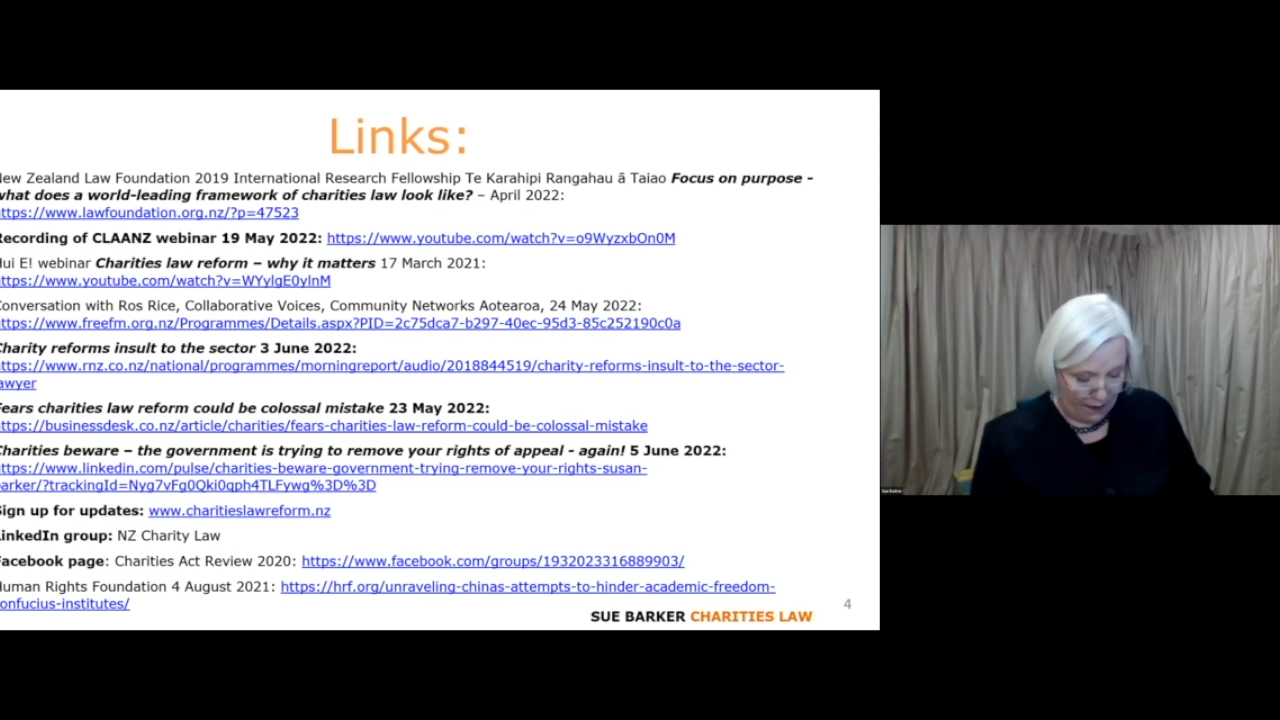 Links:
ew Zealand Law Foundation 2019 International Research Fellowship Te Karahipi Rangahau ā Taiao Focus on purpose -
what does a world-leading framework of charities law look like? – April 2022:
ttps://www.lawfoundation.org.nz/?p=47523
Recording of CLAANZ webinar 19 May 2022: https://www.youtube.com/watch?v=o9WyzxbOn0M
ui E! webinar Charities law reform – why it matters 17 March 2021:
ttps://www.youtube.com/watch?v=WYylgE0ylnM
Conversation with Ros Rice, Collaborative Voices, Community Networks Aotearoa, 24 May 2022:
ttps://www.freefm.org.nz/Programmes/Details.aspx?PID=2c75dca7-b297-40ec-95d3-85c252190c0a
Charity reforms insult to the sector 3 June 2022:
ttps://www.rnz.co.nz/national/programmes/morningreport/audio/2018844519/charity-reforms-insult-to-the-sector-
awyer
Fears charities law reform could be colossal mistake 23 May 2022:
ttps://businessdesk.co.nz/article/charities/fears-charities-law-reform-could-be-colossal-mistake
Charities beware – the government is trying to remove your rights of appeal - again! 5 June 2022:
ttps://www.linkedin.com/pulse/charities-beware-government-trying-remove-your-rights-susan-
barker/?trackingId=Nyg7vFg0Qki0qph4TLFywg%3D%3D
Sign up for updates: www.charitieslawreform.nz
LinkedIn group: NZ Charity Law
Facebook page: Charities Act Review 2020: https://www.facebook.com/groups/1932023316889903/
Human Rights Foundation 4 August 2021: https://hrf.org/unraveling-chinas-attempts-to-hinder-academic-freedom-
onfucius-institutes/
4
SUE BARKER CHARITIES LAW
Sue Barker